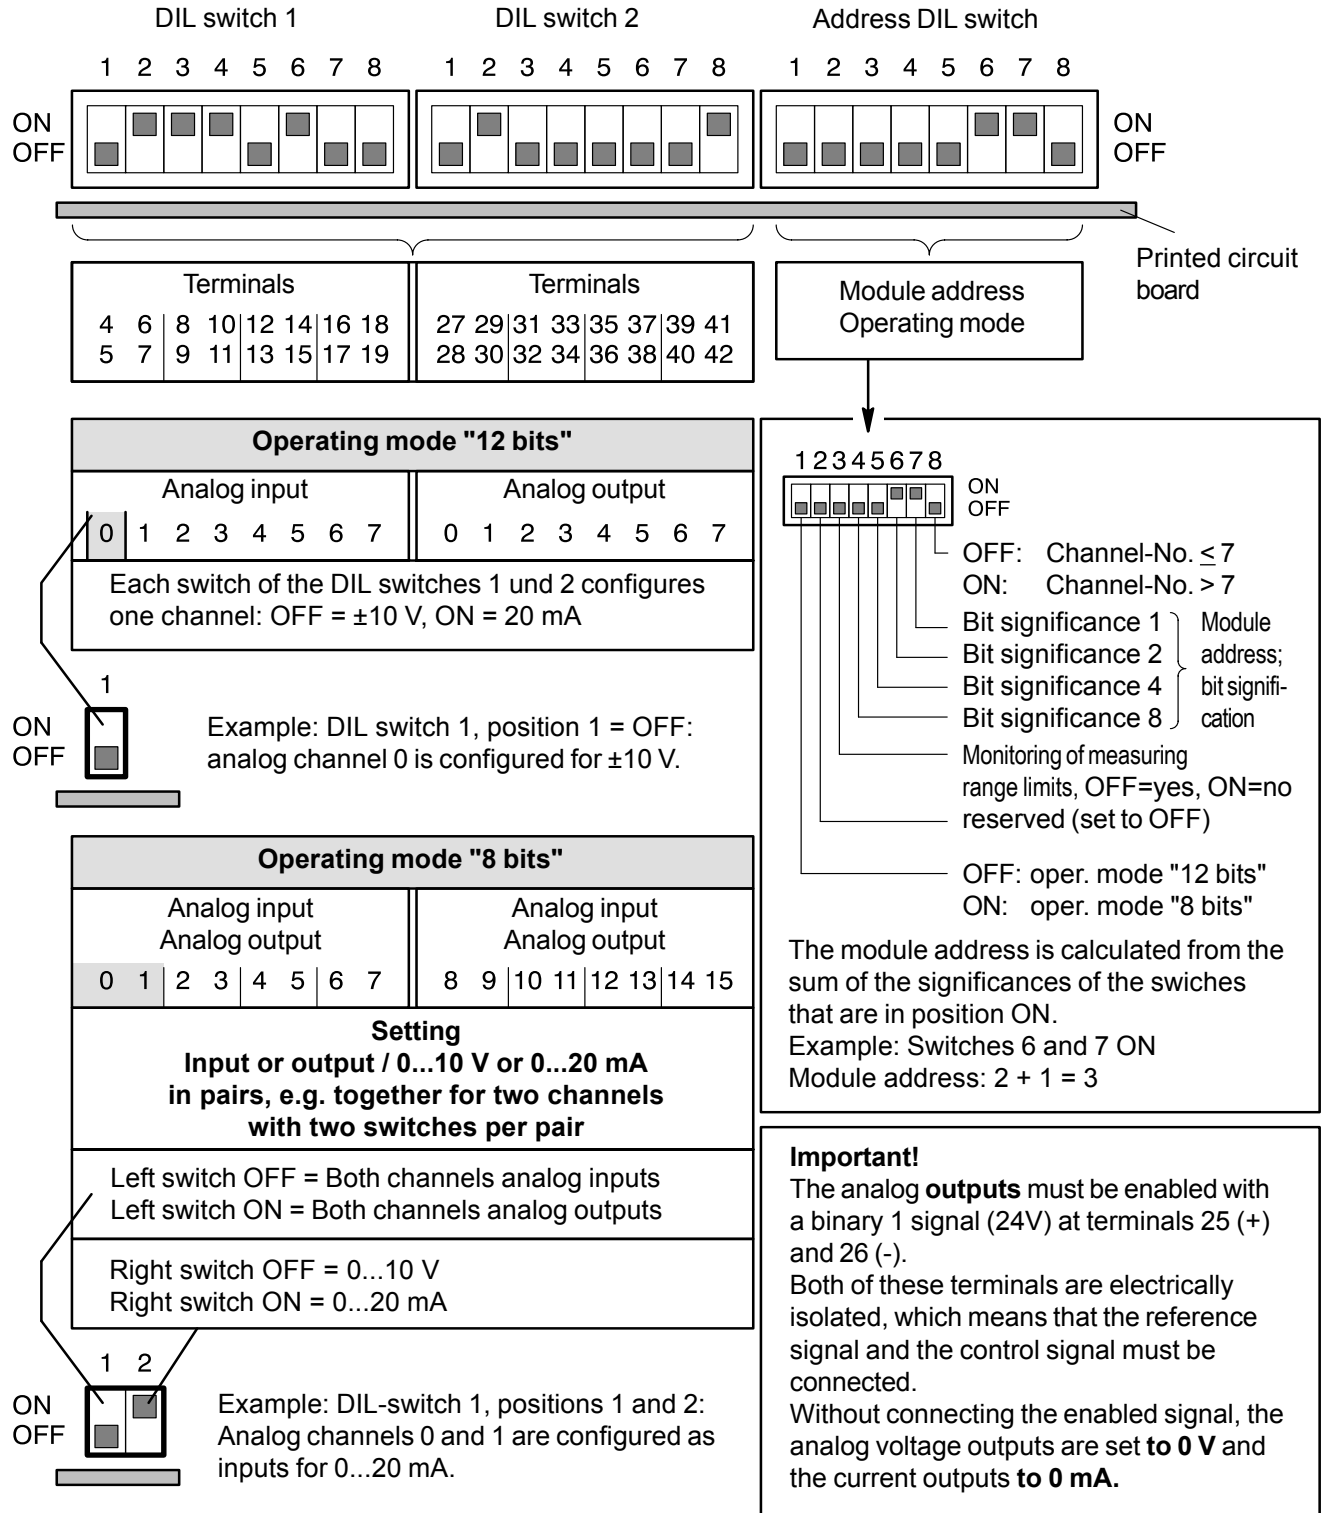 DIL switch 1 DIL switch 2 Address DIL switch
1 2 3 4 5 6 7 8 1 2 3 4 5 6 7 8 1 2 3 4 5 6 7 8
ON ON
OFF OFF
Printed circuit
board
Terminals
4 6 8 10 12 14 16 18
5 7 9 11 13 15 17 19
Terminals
27 29 31 33 35 37 39 41
28 30 32 34 36 38 40 42
Module address
Operating mode
Operating mode "12 bits"
Analog input Analog output
0 1 2 3 4 5 6 7 0 1 2 3 4 5 6 7
Each switch of the DIL switches 1 und 2 configures
one channel: OFF = ±10 V, ON = 20 mA
1
ON
OFF
Example: DIL switch 1, position 1 = OFF:
analog channel 0 is configured for ±10 V.
Operating mode "8 bits"
Analog input Analog input
Analog output Analog output
0 1 2 3 4 5 6 7 8 9 10 11 12 13 14 15
Setting
Input or output / 0...10 V or 0...20 mA
in pairs, e.g. together for two channels
with two switches per pair
Left switch OFF = Both channels analog inputs
Left switch ON = Both channels analog outputs
Right switch OFF = 0...10 V
Right switch ON = 0...20 mA
1 2
ON
OFF
Example: DIL-switch 1, positions 1 and 2:
Analog channels 0 and 1 are configured as
inputs for 0...20 mA.
1 2 3 4 5 6 7 8
ON
OFF
OFF: Channel-No. ≤ 7
ON: Channel-No. > 7
Bit significance 1
Bit significance 2
Bit significance 4
Bit significance 8
Module
address;
bit signifi-
cation
Monitoring of measuring
range limits, OFF=yes, ON=no
reserved (set to OFF)
OFF: oper. mode "12 bits"
ON: oper. mode "8 bits"
The module address is calculated from the
sum of the significances of the swiches
that are in position ON.
Example: Switches 6 and 7 ON
Module address: 2 + 1 = 3
Important!
The analog outputs must be enabled with
a binary 1 signal (24V) at terminals 25 (+)
and 26 (-).
Both of these terminals are electrically
isolated, which means that the reference
signal and the control signal must be
connected.
Without connecting the enabled signal, the
analog voltage outputs are set to 0 V and
the current outputs to 0 mA.